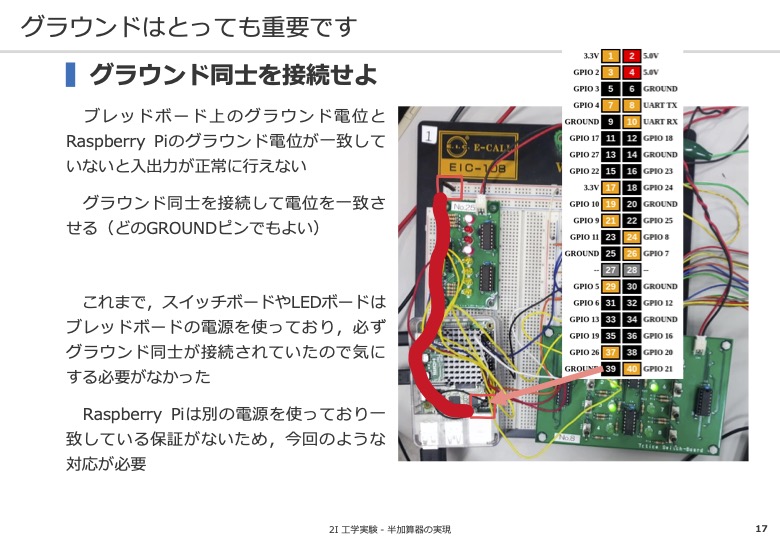 グラウンドはとっても重要です
グラウンド同士を接続せよ
ブレッドボード上のグラウンド電位と
Raspberry Piのグラウンド電位が一致して
いないと入出力が正常に行えない
グラウンド同士を接続して電位を一致さ
せる（どのGROUNDピンでもよい）
これまで，スイッチボードやLEDボードは
ブレッドボードの電源を使っており，必ず
グラウンド同士が接続されていたので気に
する必要がなかった
Raspberry Piは別の電源を使っており一
致している保証がないため，今回のような
対応が必要
1
E.I.C. E-CALL
EIC-108
No.25
No.8
Tristate Switch-Board
3.3V 1 2 5.0V
GPIO 2 3 4 5.0V
GPIO 3 5 6 GROUND
GPIO 4 7 8 UART TX
GROUND 9 10 UART RX
GPIO 17 11 12 GPIO 18
GPIO 27 13 14 GROUND
GPIO 22 15 16 GPIO 23
3.3V 17 18 GPIO 24
GPIO 10 19 20 GROUND
GPIO 9 21 22 GPIO 25
GPIO 11 23 24 GPIO 8
GROUND 25 26 GPIO 7
-- 27 28 --
GPIO 5 29 30 GROUND
GPIO 6 31 32 GPIO 12
GPIO 13 33 34 GROUND
GPIO 19 35 36 GPIO 16
GPIO 26 37 38 GPIO 20
GROUND 39 40 GPIO 21
2I 工学実験 - 半加算器の実現
17